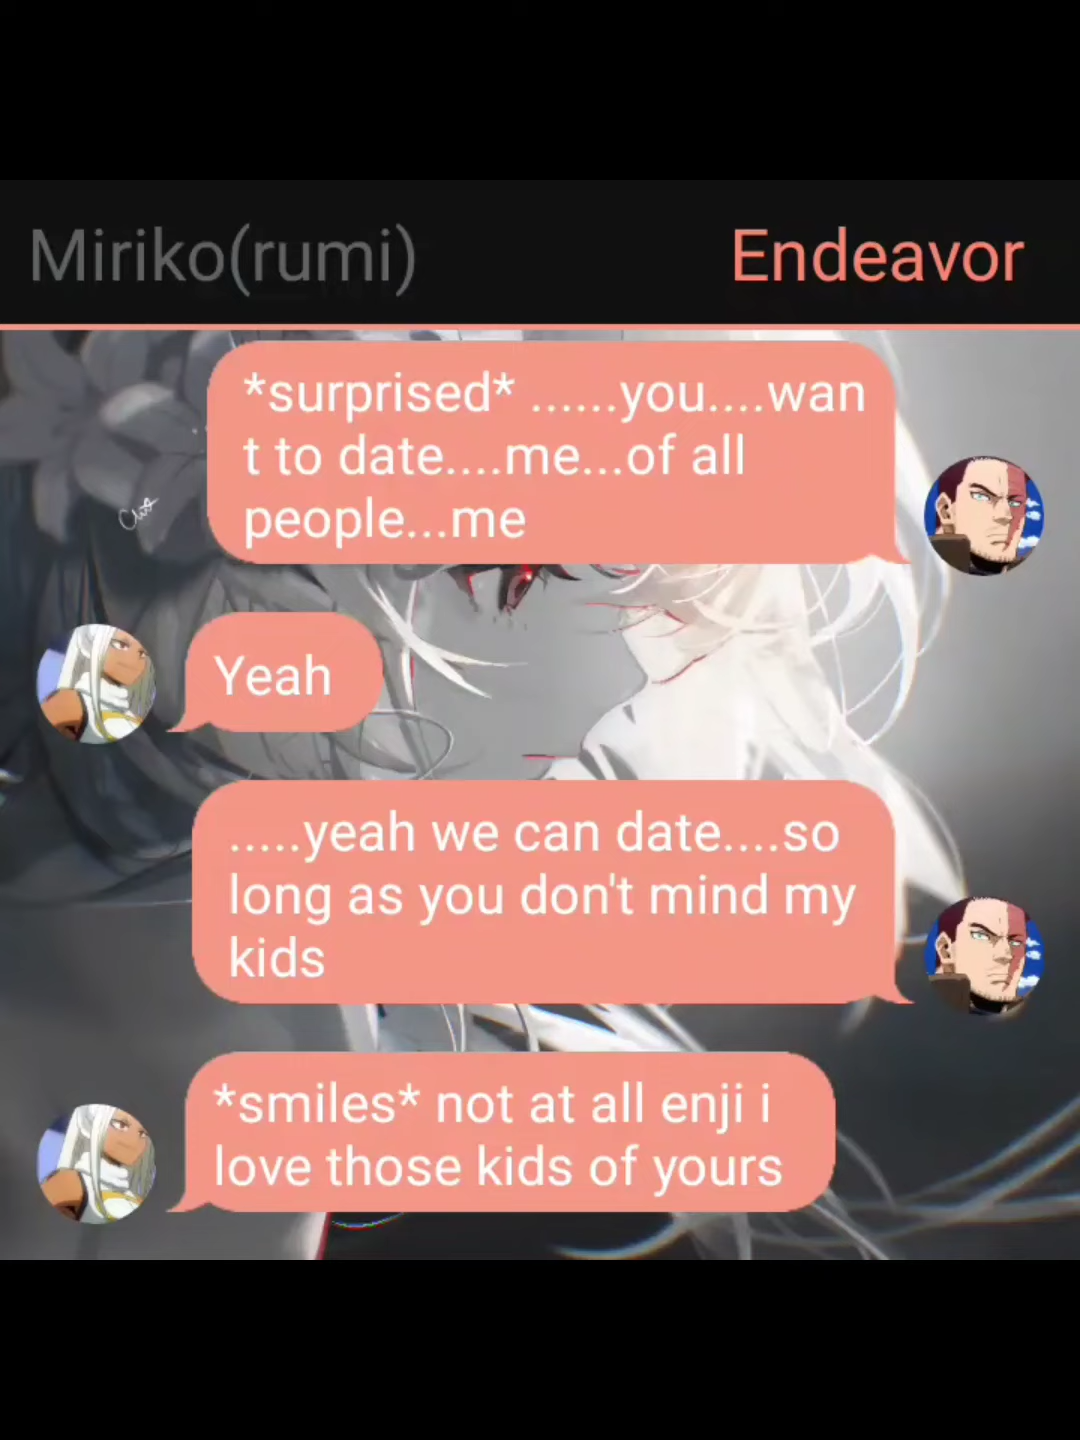 Miriko(rumi) Endeavor
*surprised* ......you....wan
t to date....me...of all
people...me
Yeah
.....yeah we can date....so
long as you don't mind my
kids
*smiles* not at all enji i
love those kids of yours